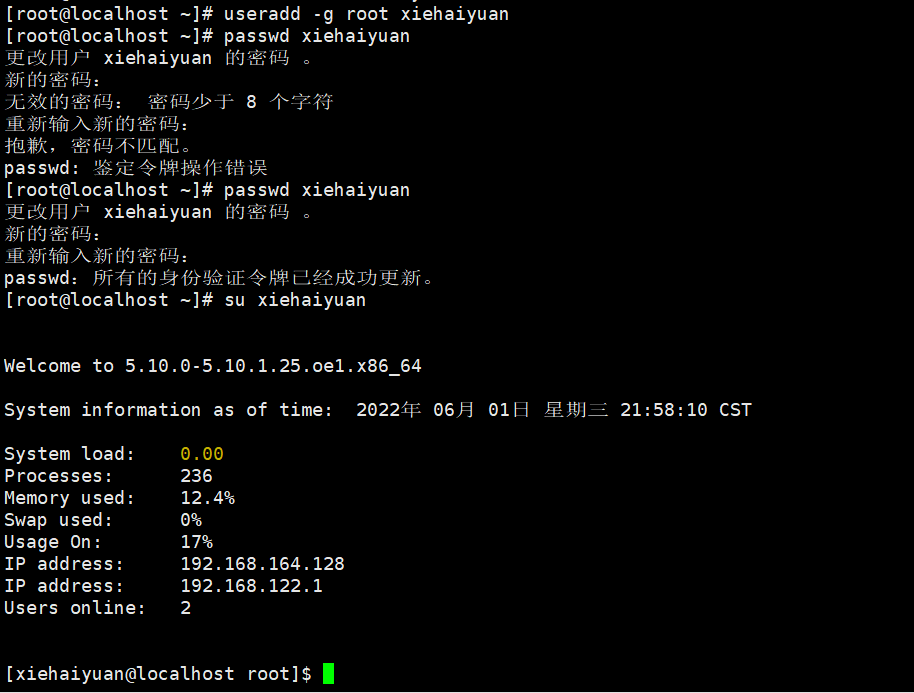 [root@localhost ~]# useradd -g root xiehaiyuan
[root@localhost ~]# passwd xiehaiyuan
更改用户 xiehaiyuan 的密码 。
新的密码：
无效的密码： 密码少于 8 个字符
重新输入新的密码：
抱歉，密码不匹配。
passwd: 鉴定令牌操作错误
[root@localhost ~]# passwd xiehaiyuan
更改用户 xiehaiyuan 的密码 。
新的密码：
重新输入新的密码：
passwd：所有的身份验证令牌已经成功更新。
[root@localhost ~]# su xiehaiyuan
Welcome to 5.10.0-5.10.1.25.oe1.x86_64
System information as of time:  2022年 06月 01日 星期三 21:58:10 CST
System load:    0.00
Processes:      236
Memory used:    12.4%
Swap used:      0%
Usage On:       17%
IP address:     192.168.164.128
IP address:     192.168.122.1
Users online:   2
[xiehaiyuan@localhost root]$